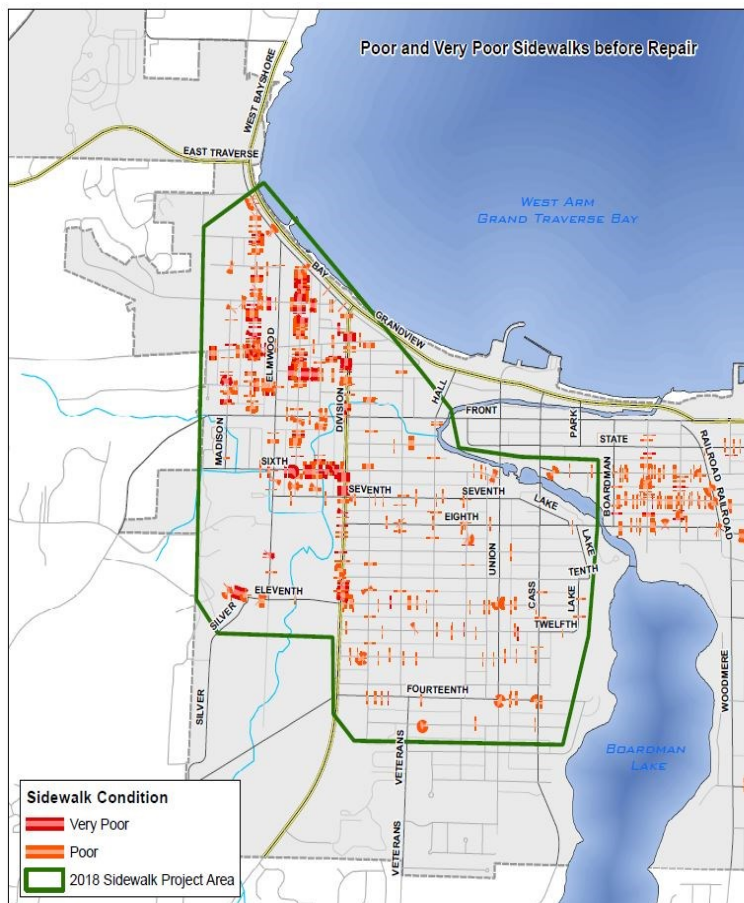 Poor and Very Poor Sidewalks before Repair
WEST BAYSHORE
EAST TRAVERSE
WEST ARM
GRAND TRAVERSE BAY
BAY
GRANDVIEW
ELMWOOD
DIVISION
HALL
FRONT
PARK
STATE
MADISON
RAILROAD
RAILROAD
SIXTH
SEVENTH
SEVENTH
BOARDMAN
LAKE
EIGHTH
UNION
LAKE
TENTH
CASS
LAKE
ELEVENTH
SILVER
TWELFTH
FOURTEENTH
SILVER
WOODMERE
VETERANS
BOARDMAN
LAKE
VETERANS
Sidewalk Condition
Very Poor
Poor
2018 Sidewalk Project Area